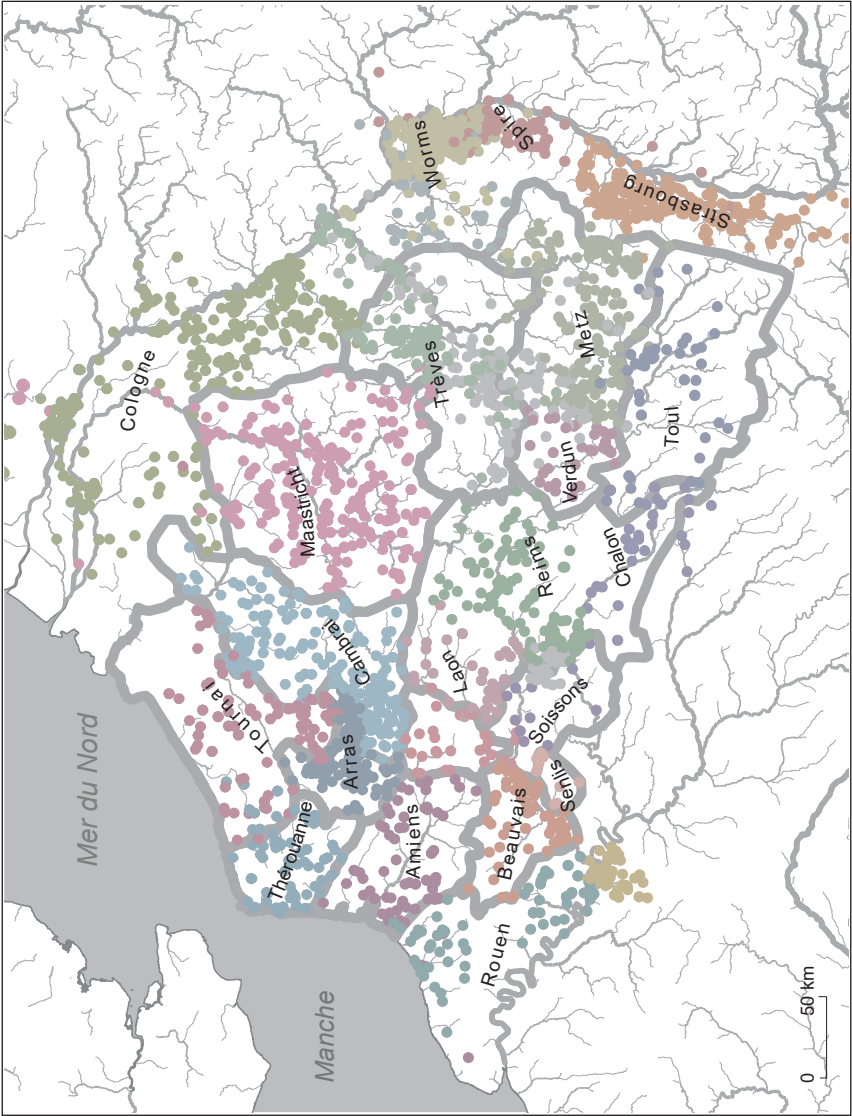 Mer du Nord
Manche
Cologne
Maastricht
Tournai
Cambrai
Arras
Thérouanne
Amiens
Beauvais
Rouen
Senlis
Soissons
Laon
Reims
Chalon
Verdun
Toul
Metz
Trèves
Worms
Spire
Strasbourg
0 50 km